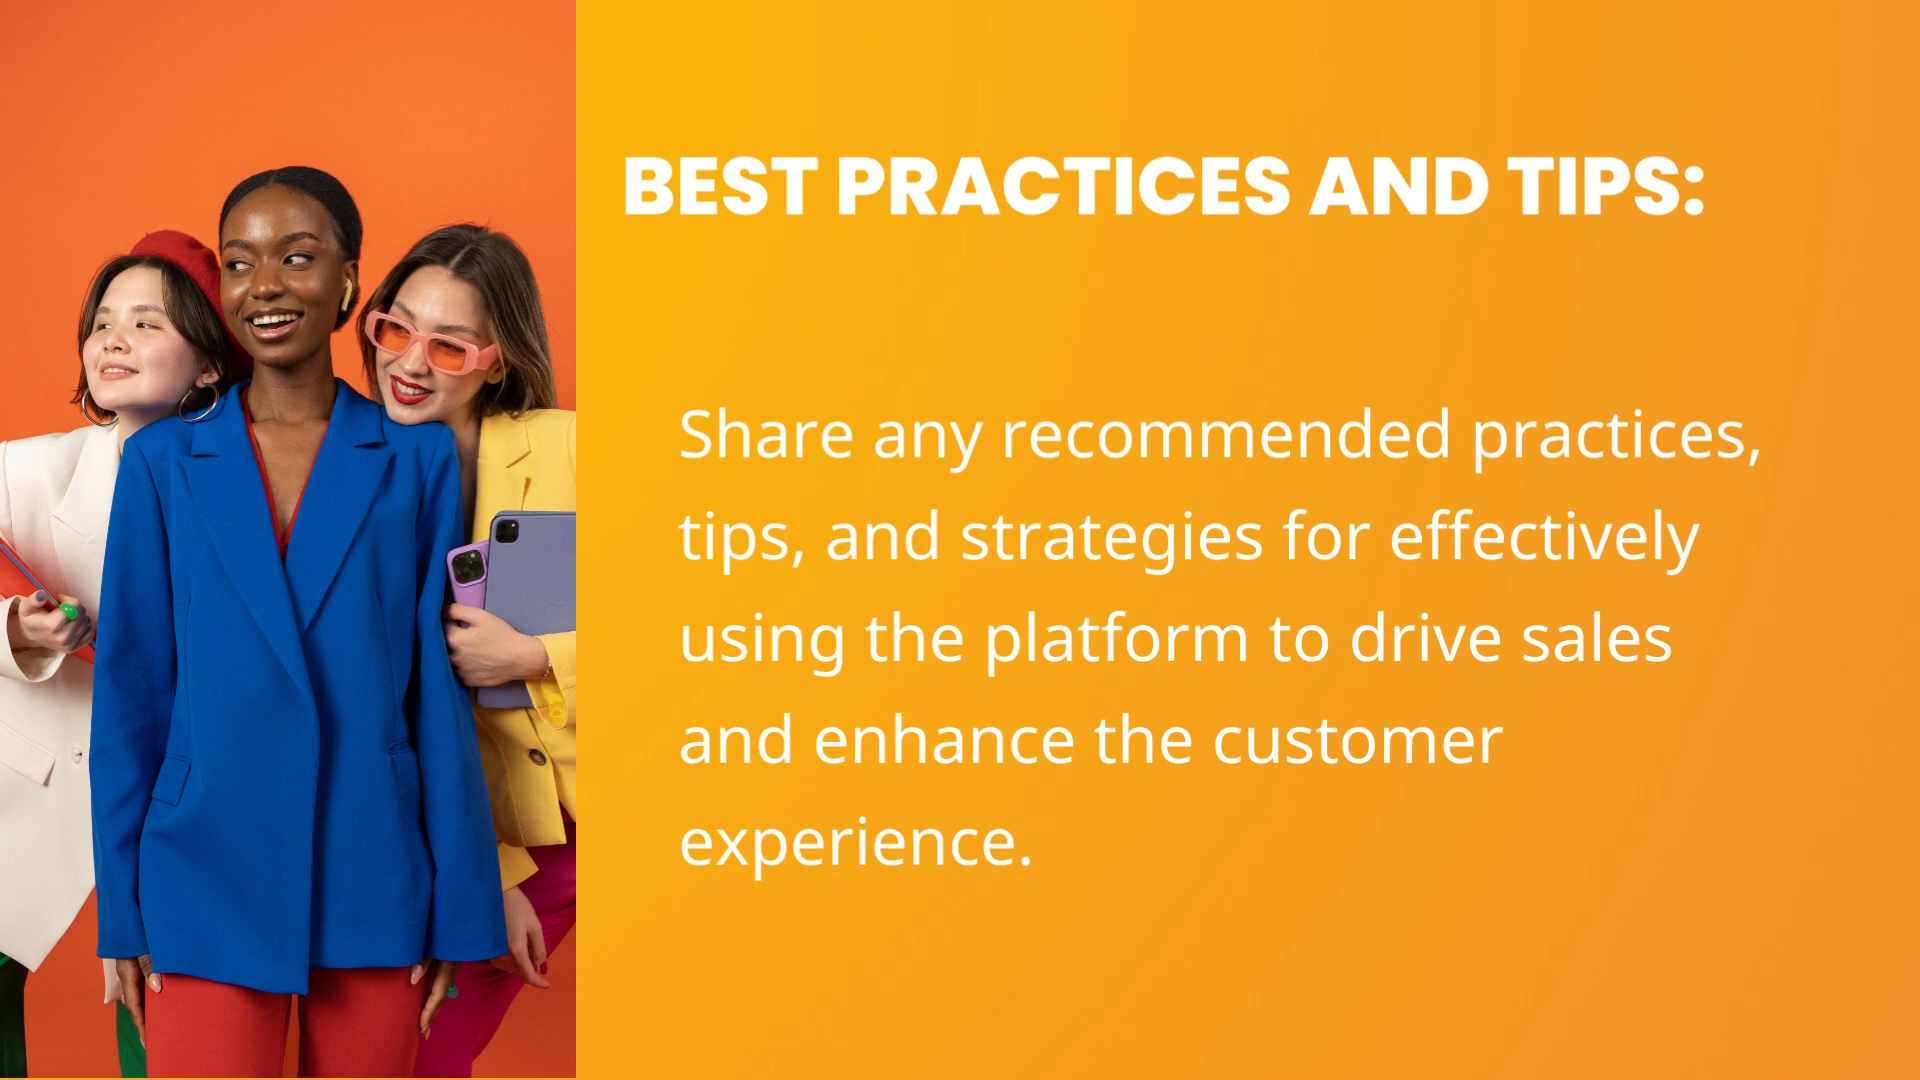 BEST PRACTICES AND TIPS:
Share any recommended practices,
tips, and strategies for effectively
using the platform to drive sales
and enhance the customer
experience.